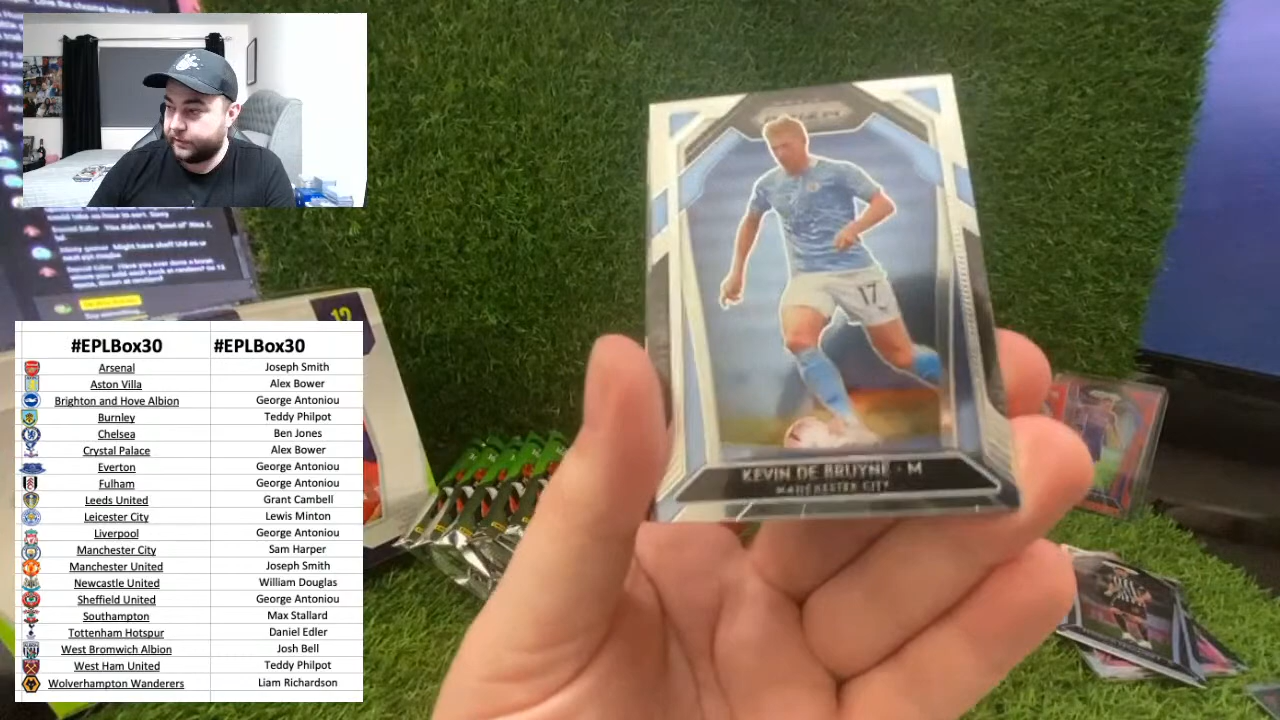 #EPLBox30 #EPLBox30
Arsenal Joseph Smith
Aston Villa Alex Bower
Brighton and Hove Albion George Antoniou
Burnley Teddy Philpot
Chelsea Ben Jones
Crystal Palace Alex Bower
Everton George Antoniou
Fulham George Antoniou
Leeds United Grant Cambell
Leicester City Lewis Minton
Liverpool George Antoniou
Manchester City Sam Harper
Manchester United Joseph Smith
Newcastle United William Douglas
Sheffield United George Antoniou
Southampton Max Stallard
Tottenham Hotspur Daniel Edler
West Bromwich Albion Josh Bell
West Ham United Teddy Philpot
Wolverhampton Wanderers Liam Richardson
17
KEVIN DE BRUYNE - M
MANCHESTER CITY
12